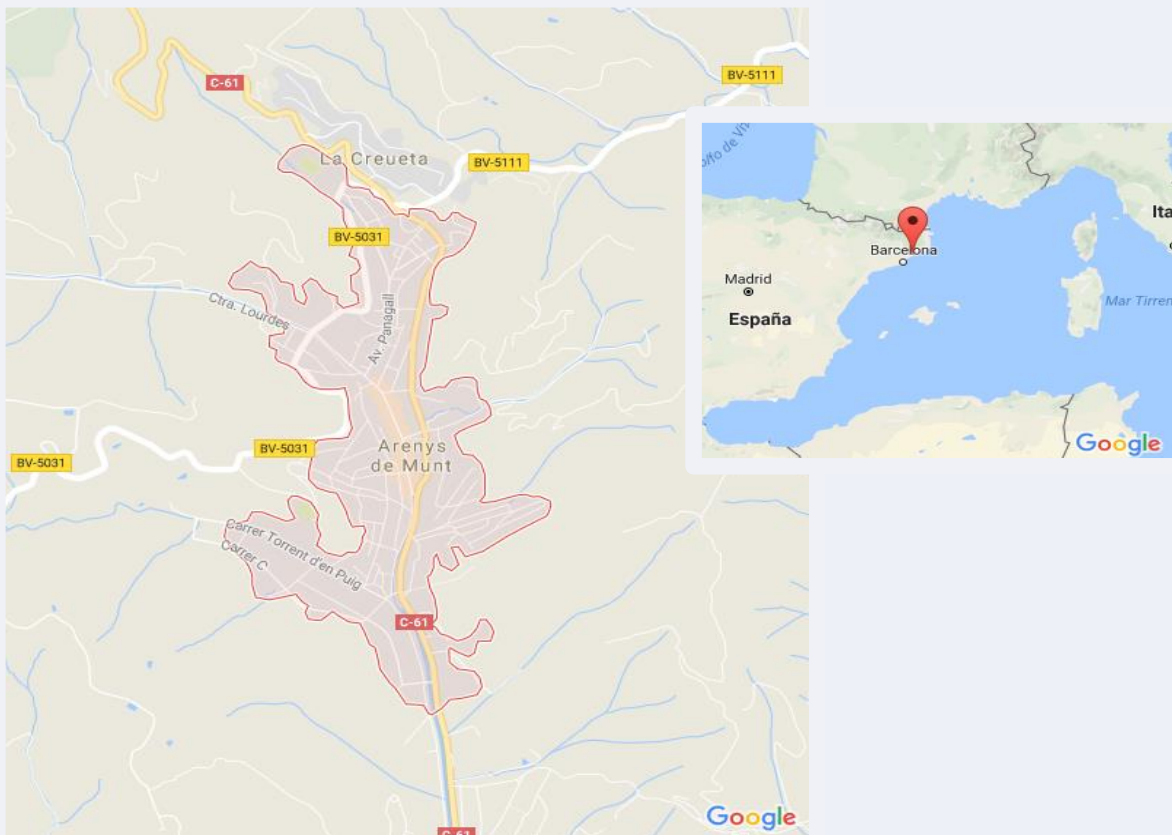 C-61
BV-5111
La Creueta
BV-5111
BV-5031
Ctra. Lourdes
Av. Panagall
Arenys
de Munt
BV-5031
BV-5031
Carrer Torrent d'en Puig
Carrer C
C-61
Google
C-61
Barcelona
Madrid
España
Mar Tirren
Ita
Google